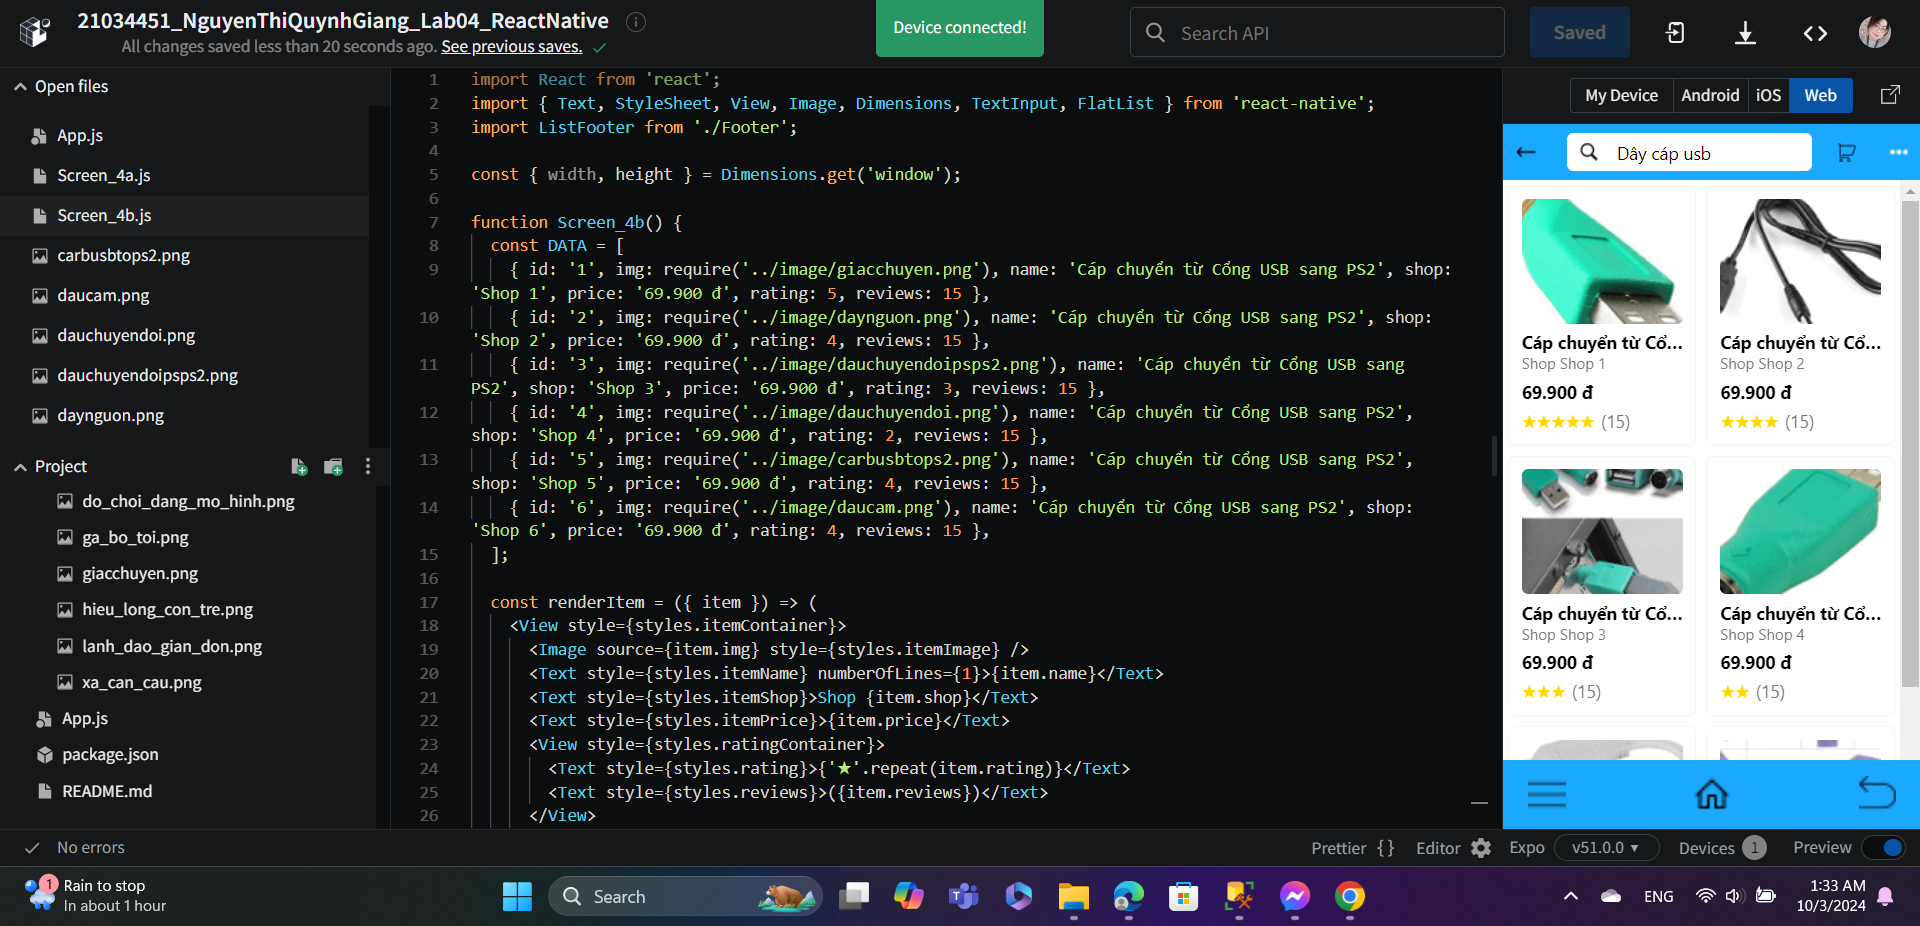 21034451_NguyenThiQuynhGiang_Lab04_ReactNative
All changes saved less than 20 seconds ago. See previous saves.
Device connected!
Search API
Saved
Open files
App.js
Screen_4a.js
Screen_4b.js
carbusbtops2.png
daucam.png
dauchuyendoi.png
dauchuyendoipsps2.png
daynguon.png
Project
do_choi_dang_mo_hinh.png
ga_bo_toi.png
giacchuyen.png
hieu_long_con_tre.png
lanh_dao_gian_don.png
xa_can_cau.png
App.js
package.json
README.md
1 import React from 'react';
2 import { Text, StyleSheet, View, Image, Dimensions, TextInput, FlatList } from 'react-native';
3 import ListFooter from './Footer';
4
5 const { width, height } = Dimensions.get('window');
6
7 function Screen_4b() {
8 const DATA = [
9 { id: '1', img: require('../image/giacchuyen.png'), name: 'Cáp chuyển từ Cổng USB sang PS2', shop:
'Shop 1', price: '69.900 đ', rating: 5, reviews: 15 },
10 { id: '2', img: require('../image/daynguon.png'), name: 'Cáp chuyển từ Cổng USB sang PS2', shop:
'Shop 2', price: '69.900 đ', rating: 4, reviews: 15 },
11 { id: '3', img: require('../image/dauchuyendoipsps2.png'), name: 'Cáp chuyển từ Cổng USB sang
PS2', shop: 'Shop 3', price: '69.900 đ', rating: 3, reviews: 15 },
12 { id: '4', img: require('../image/dauchuyendoi.png'), name: 'Cáp chuyển từ Cổng USB sang PS2',
shop: 'Shop 4', price: '69.900 đ', rating: 2, reviews: 15 },
13 { id: '5', img: require('../image/carbusbtops2.png'), name: 'Cáp chuyển từ Cổng USB sang PS2',
shop: 'Shop 5', price: '69.900 đ', rating: 4, reviews: 15 },
14 { id: '6', img: require('../image/daucam.png'), name: 'Cáp chuyển từ Cổng USB sang PS2', shop:
'Shop 6', price: '69.900 đ', rating: 4, reviews: 15 },
15 ];
16
17 const renderItem = ({ item }) => (
18 <View style={styles.itemContainer}>
19 <Image source={item.img} style={styles.itemImage} />
20 <Text style={styles.itemName} numberOfLines={1}>{item.name}</Text>
21 <Text style={styles.itemShop}>Shop {item.shop}</Text>
22 <Text style={styles.itemPrice}>{item.price}</Text>
23 <View style={styles.ratingContainer}>
24 <Text style={styles.rating}>{'★'.repeat(item.rating)}</Text>
25 <Text style={styles.reviews}>({item.reviews})</Text>
26 </View>
My Device Android iOS Web
Dây cáp usb
Cáp chuyển từ Cổ... Cáp chuyển từ Cổ...
Shop Shop 1 Shop Shop 2
69.900 đ 69.900 đ
★★★★★ (15) ★★★★ (15)
Cáp chuyển từ Cổ... Cáp chuyển từ Cổ...
Shop Shop 3 Shop Shop 4
69.900 đ 69.900 đ
★★★ (15) ★★ (15)
No errors
Prettier {} Editor Expo v51.0.0 Devices 1 Preview
1 Rain to stop
In about 1 hour
Search
ENG
1:33 AM
10/3/2024